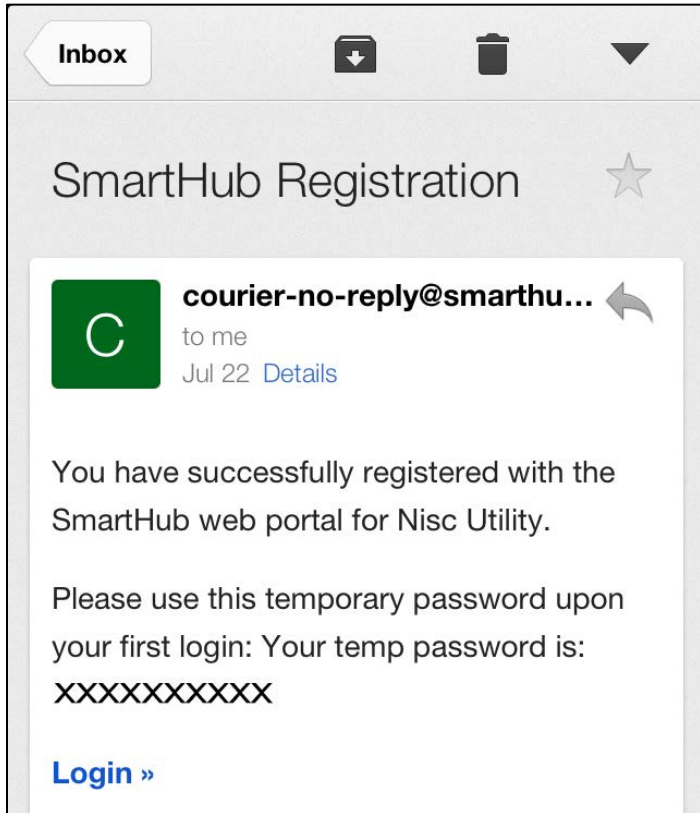 Inbox
SmartHub Registration
C
courier-no-reply@smarthu...
to me
Jul 22 Details
You have successfully registered with the
SmartHub web portal for Nisc Utility.
Please use this temporary password upon
your first login: Your temp password is:
XXXXXXXXXX
Login »